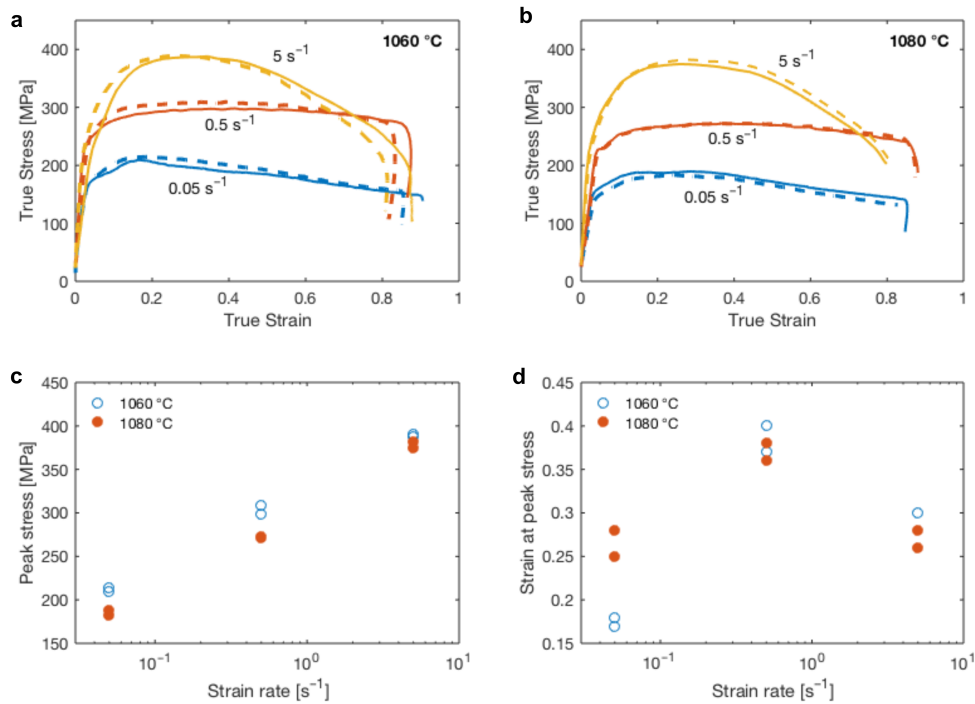 a
1060 °C
400
300
200
100
0
0 0.2 0.4 0.6 0.8 1
True Stress [MPa]
True Strain
5 s⁻¹
0.5 s⁻¹
0.05 s⁻¹
b
1080 °C
400
300
200
100
0
0 0.2 0.4 0.6 0.8 1
True Stress [MPa]
True Strain
5 s⁻¹
0.5 s⁻¹
0.05 s⁻¹
c
1060 °C
1080 °C
450
400
350
300
250
200
150
10⁻¹ 10⁰ 10¹
Peak stress [MPa]
Strain rate [s⁻¹]
d
1060 °C
1080 °C
0.45
0.4
0.35
0.3
0.25
0.2
0.15
10⁻¹ 10⁰ 10¹
Strain at peak stress
Strain rate [s⁻¹]